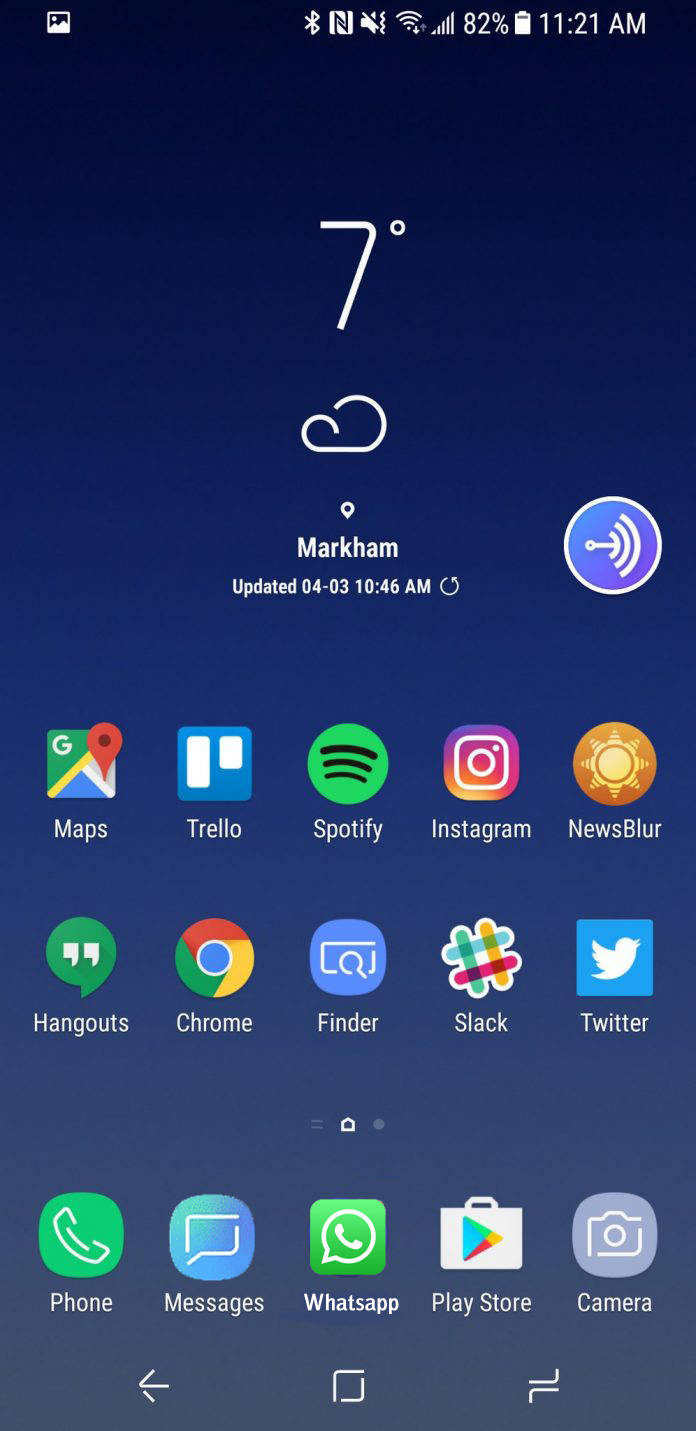 82% 11:21 AM
7°
Markham
Updated 04-03 10:46 AM
G
Maps Trello Spotify Instagram NewsBlur
Hangouts Chrome Finder Slack Twitter
Phone Messages Whatsapp Play Store Camera